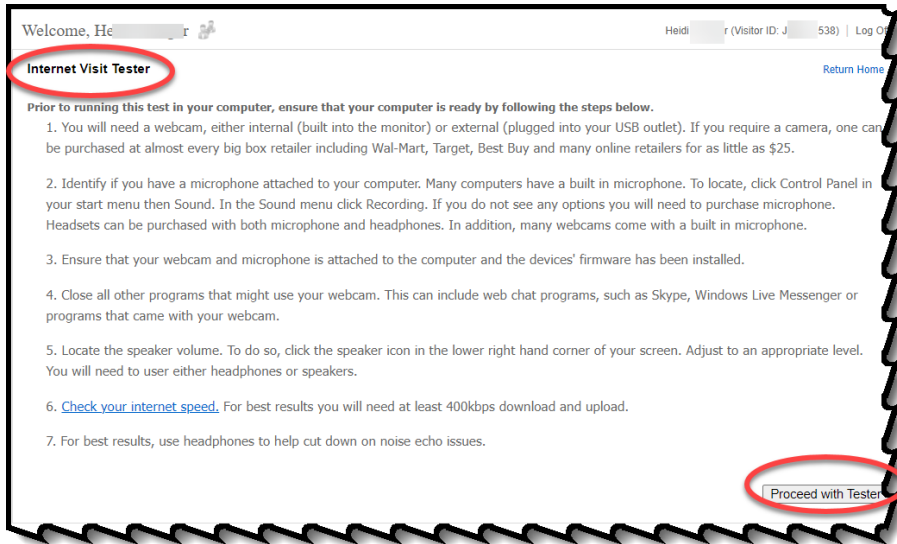 Welcome, He r
Heidi r (Visitor ID: J 538) | Log Of
Internet Visit Tester
Return Home
Prior to running this test in your computer, ensure that your computer is ready by following the steps below.
1. You will need a webcam, either internal (built into the monitor) or external (plugged into your USB outlet). If you require a camera, one can
be purchased at almost every big box retailer including Wal-Mart, Target, Best Buy and many online retailers for as little as $25.
2. Identify if you have a microphone attached to your computer. Many computers have a built in microphone. To locate, click Control Panel in
your start menu then Sound. In the Sound menu click Recording. If you do not see any options you will need to purchase microphone.
Headsets can be purchased with both microphone and headphones. In addition, many webcams come with a built in microphone.
3. Ensure that your webcam and microphone is attached to the computer and the devices' firmware has been installed.
4. Close all other programs that might use your webcam. This can include web chat programs, such as Skype, Windows Live Messenger or
programs that came with your webcam.
5. Locate the speaker volume. To do so, click the speaker icon in the lower right hand corner of your screen. Adjust to an appropriate level.
You will need to user either headphones or speakers.
6. Check your internet speed. For best results you will need at least 400kbps download and upload.
7. For best results, use headphones to help cut down on noise echo issues.
Proceed with Tester